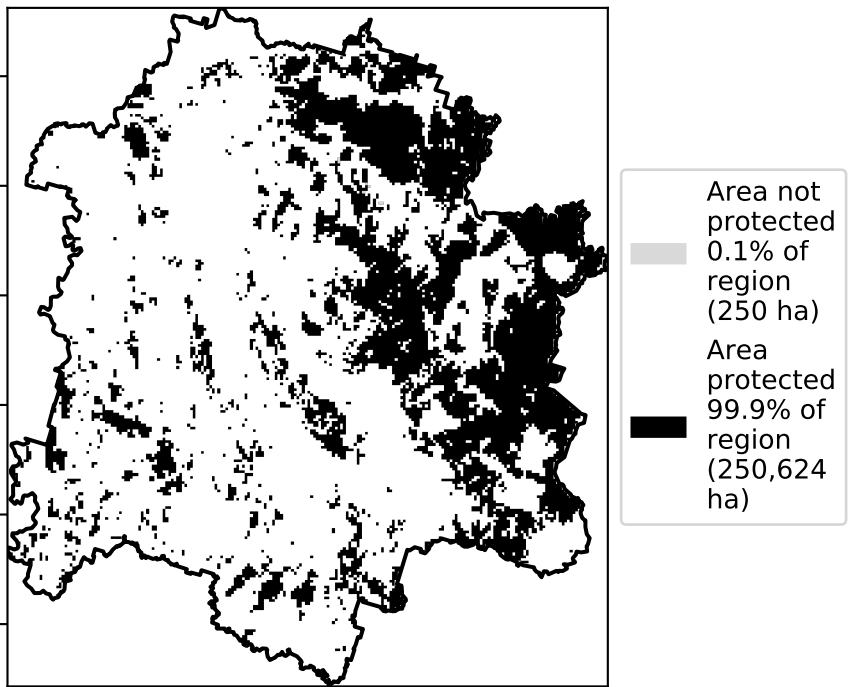 Area not
protected
0.1% of
region
(250 ha)
Area
protected
99.9% of
region
(250,624
ha)